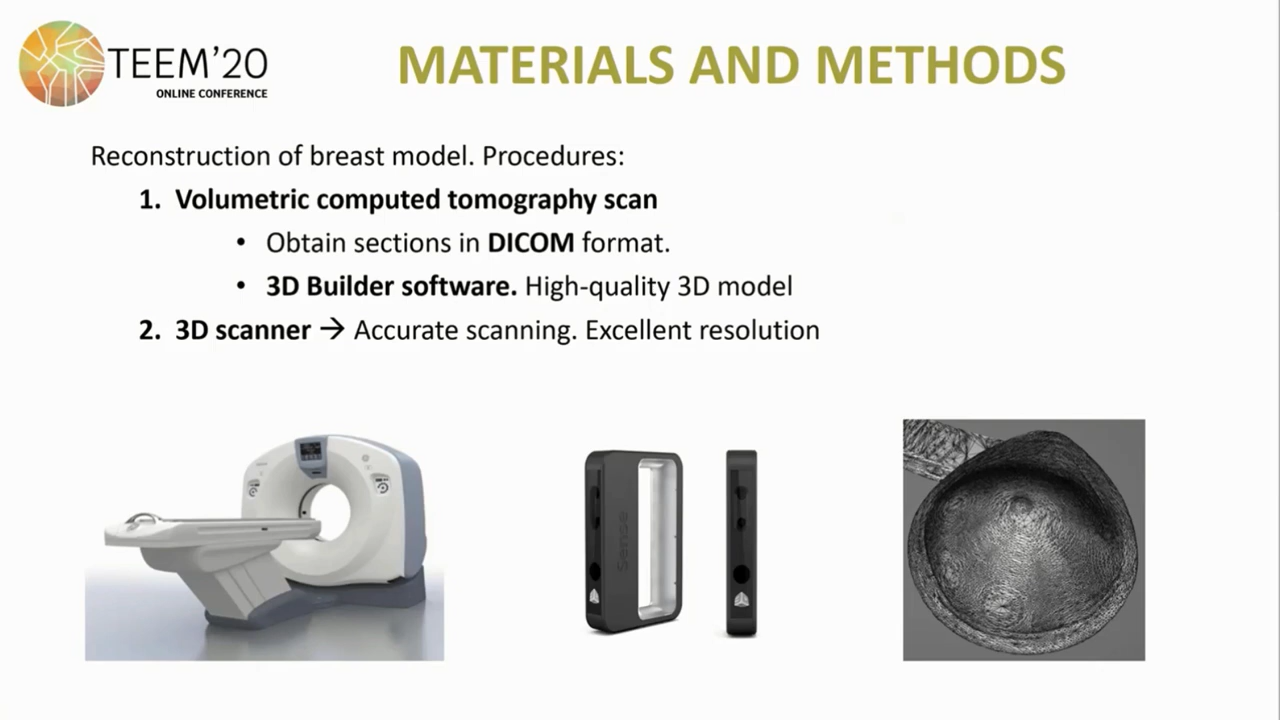 TEEM'20
ONLINE CONFERENCE
MATERIALS AND METHODS
Reconstruction of breast model. Procedures:
1. Volumetric computed tomography scan
• Obtain sections in DICOM format.
• 3D Builder software. High-quality 3D model
2. 3D scanner → Accurate scanning. Excellent resolution
Sense